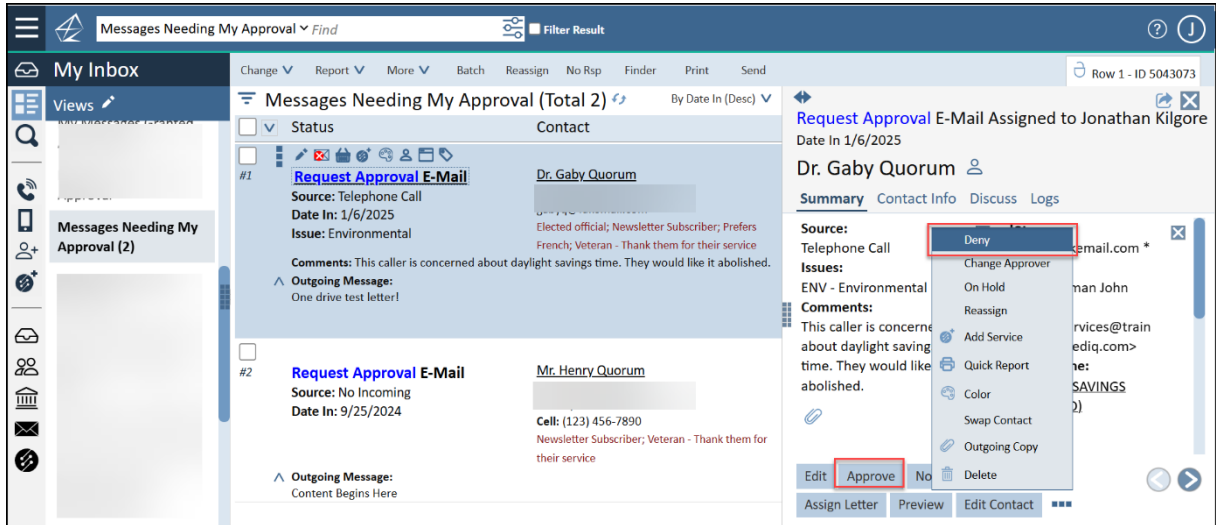 Messages Needing My Approval Find
Filter Result
J
My Inbox
Change Report More Batch Reassign No Rsp Finder Print Send
Row 1 - ID 5043073
Views
Messages Needing My Approval (Total 2)
By Date In (Desc)
My Messages Granted
Approval
Messages Needing My
Approval (2)
Status Contact
#1
Request Approval E-Mail
Source: Telephone Call
Date In: 1/6/2025
Issue: Environmental
Dr. Gaby Quorum
Elected official; Newsletter Subscriber; Prefers
French; Veteran - Thank them for their service
Comments: This caller is concerned about daylight savings time. They would like it abolished.
Outgoing Message:
One drive test letter!
#2
Request Approval E-Mail
Source: No Incoming
Date In: 9/25/2024
Mr. Henry Quorum
Cell: (123) 456-7890
Newsletter Subscriber; Veteran - Thank them for
their service
Outgoing Message:
Content Begins Here
Request Approval E-Mail Assigned to Jonathan Kilgore
Date In 1/6/2025
Dr. Gaby Quorum
Summary Contact Info Discuss Logs
Source:
Telephone Call
Issues:
ENV - Environmental
Comments:
This caller is concerne
about daylight saving
time. They would like
abolished.
Deny
Change Approver
On Hold
Reassign
Add Service
Quick Report
Color
Swap Contact
Outgoing Copy
Delete
email.com *
man John
rvices@train
ediq.com>
ne:
SAVINGS
Edit Approve No
Assign Letter Preview Edit Contact